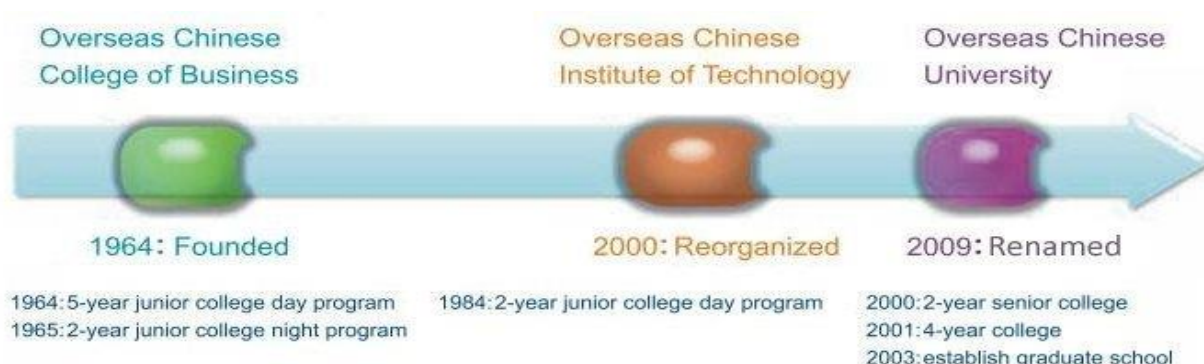 Overseas Chinese
College of Business
Overseas Chinese
Institute of Technology
Overseas Chinese
University
1964: Founded
2000: Reorganized
2009: Renamed
1964:5-year junior college day program
1965:2-year junior college night program
1984:2-year junior college day program
2000:2-year senior college
2001:4-year college
2003:establish graduate school